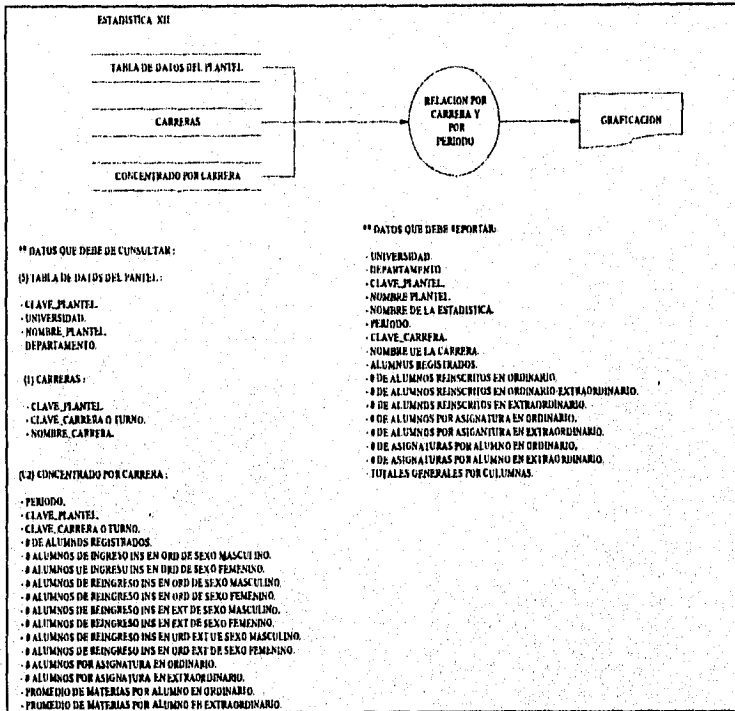 ESTADISTICA XII
TABLA DE DATOS DEL PLANTEL.
CARRERAS
CONCENTRADO POR CARRERA
RELACION POR
CARRERA Y
POR
PERIODO
GRAFICACION
** DATOS QUE DEBE DE CONSULTAR :
(5) TABLA DE DATOS DEL PANTEL :
- CLAVE_PLANTEL.
- UNIVERSIDAD.
- NOMBRE_PLANTEL.
DEPARTAMENTO.
(1) CARRERAS :
- CLAVE_PLANTEL.
- CLAVE_CARRERA O TURNO.
- NOMBRE_CARRERA.
(12) CONCENTRADO POR CARRERA :
- PERIODO.
- CLAVE_PLANTEL.
- CLAVE_CARRERA O TURNO.
- # DE ALUMNOS REGISTRADOS.
- # ALUMNOS DE INGRESO INS EN ORD DE SEXO MASCULINO.
- # ALUMNOS DE INGRESO INS EN ORD DE SEXO FEMENINO.
- # ALUMNOS DE REINGRESO INS EN ORD DE SEXO MASCULINO.
- # ALUMNOS DE REINGRESO INS EN ORD DE SEXO FEMENINO.
- # ALUMNOS DE REINGRESO INS EN EXT DE SEXO MASCULINO.
- # ALUMNOS DE REINGRESO INS EN EXT DE SEXO FEMENINO.
- # ALUMNOS DE REINGRESO INS EN ORD EXT DE SEXO MASCULINO.
- # ALUMNOS DE REINGRESO INS EN ORD EXT DE SEXO FEMENINO.
- # ALUMNOS POR ASIGNATURA EN ORDINARIO.
- # ALUMNOS POR ASIGNATURA EN EXTRAORDINARIO.
- PROMEDIO DE MATERIAS POR ALUMNO EN ORDINARIO.
- PROMEDIO DE MATERIAS POR ALUMNO EN EXTRAORDINARIO.
** DATOS QUE DEBE REPORTAR:
- UNIVERSIDAD.
- DEPARTAMENTO
- CLAVE_PLANTEL.
- NOMBRE PLANTEL.
- NOMBRE DE LA ESTADISTICA.
- PERIODO.
- CLAVE_CARRERA.
- NOMBRE DE LA CARRERA.
- ALUMNOS REGISTRADOS.
- # DE ALUMNOS REINSCRITOS EN ORDINARIO.
- # DE ALUMNOS REINSCRITOS EN ORDINARIO-EXTRAORDINARIO.
- # DE ALUMNOS REINSCRITOS EN EXTRAORDINARIO.
- # DE ALUMNOS POR ASIGNATURA EN ORDINARIO.
- # DE ALUMNOS POR ASIGANTURA EN EXTRAORDINARIO.
- # DE ASIGNATURAS POR ALUMNO EN ORDINARIO.
- # DE ASIGNATURAS POR ALUMNO EN EXTRAORDINARIO.
- TOTALES GENERALES POR COLUMNAS.